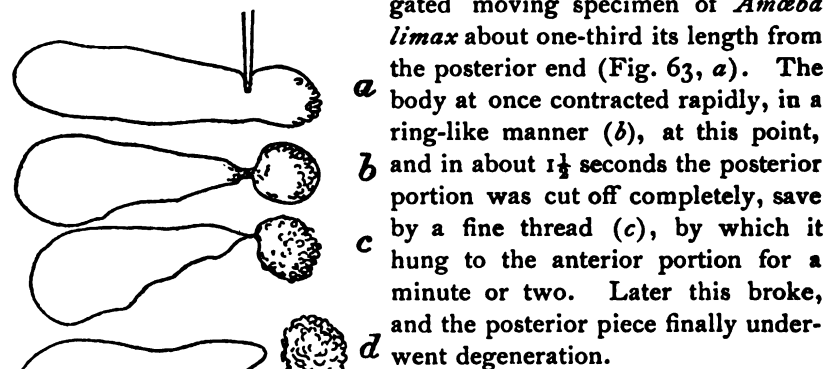 gated moving specimen of Amœba
limax about one-third its length from
the posterior end (Fig. 63, a). The
body at once contracted rapidly, in a
ring-like manner (b), at this point,
and in about 1½ seconds the posterior
portion was cut off completely, save
by a fine thread (c), by which it
hung to the anterior portion for a
minute or two. Later this broke,
and the posterior piece finally under-
went degeneration.
a
b
c
d